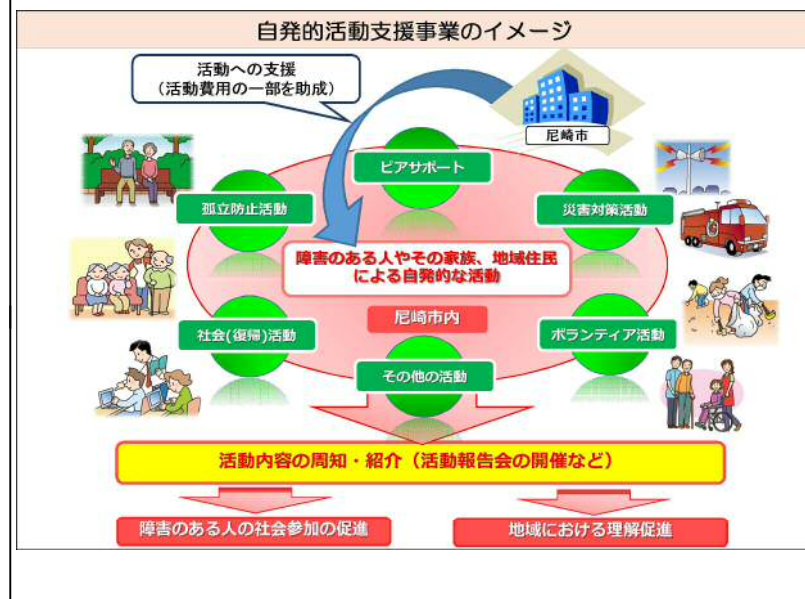 自発的活動支援事業のイメージ
活動への支援
（活動費用の一部を助成）
尼崎市
ピアサポート
孤立防止活動
災害対策活動
障害のある人やその家族、地域住民
による自発的な活動
尼崎市内
社会(復帰)活動
ボランティア活動
その他の活動
活動内容の周知・紹介（活動報告会の開催など）
障害のある人の社会参加の促進
地域における理解促進